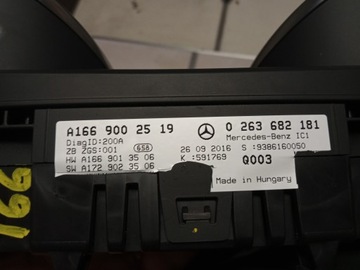 A166 900 25 19
DiagID:200A
ZB ZGS:001 658
HW A166 901 35 06
SW A172 902 35 06
0 263 682 181
Mercedes-Benz IC1
26 09 2016 S :9386160050
K :591769 Q003
Made in Hungary
166